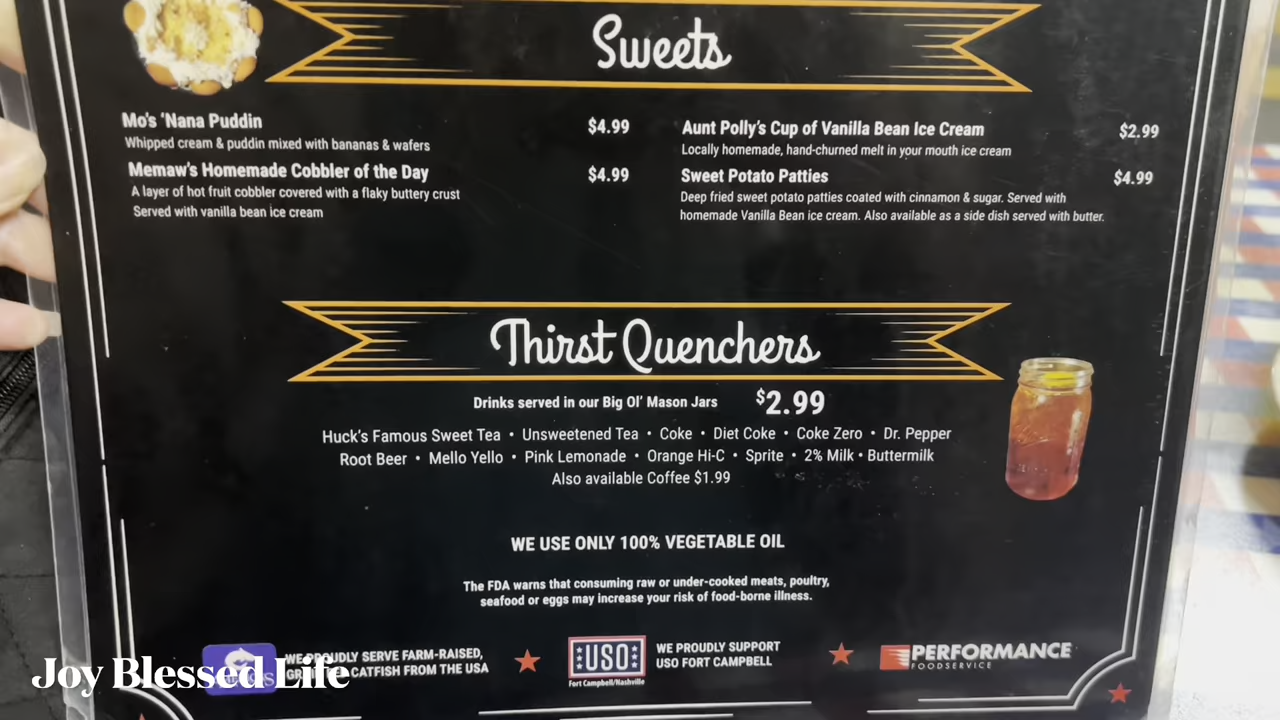 Sweets
Mo's 'Nana Puddin $4.99
Whipped cream & pudding mixed with bananas & wafers
Memaw's Homemade Cobbler of the Day $4.99
A layer of hot fruit cobbler covered with a flaky buttery crust
Served with vanilla bean ice cream
Aunt Polly's Cup of Vanilla Bean Ice Cream $2.99
Locally homemade, hand-churned melt in your mouth ice cream
Sweet Potato Patties $4.99
Deep fried sweet potato patties coated with cinnamon & sugar. Served with
homemade Vanilla Bean ice cream. Also available as a side dish served with butter.
Thirst Quenchers
Drinks served in our Big Ol' Mason Jars $2.99
Huck's Famous Sweet Tea • Unsweetened Tea • Coke • Diet Coke • Coke Zero • Dr. Pepper
Root Beer • Mello Yello • Pink Lemonade • Orange Hi-C • Sprite • 2% Milk • Buttermilk
Also available Coffee $1.99
WE USE ONLY 100% VEGETABLE OIL
The FDA warns that consuming raw or under-cooked meats, poultry,
seafood or eggs may increase your risk of food-borne illness.
WE PROUDLY SERVE FARM-RAISED,
CATFISH FROM THE USA
USO
Fort Campbell/Nashville
WE PROUDLY SUPPORT
USO FORT CAMPBELL
PERFORMANCE
FOODSERVICE
Joy Blessed Life